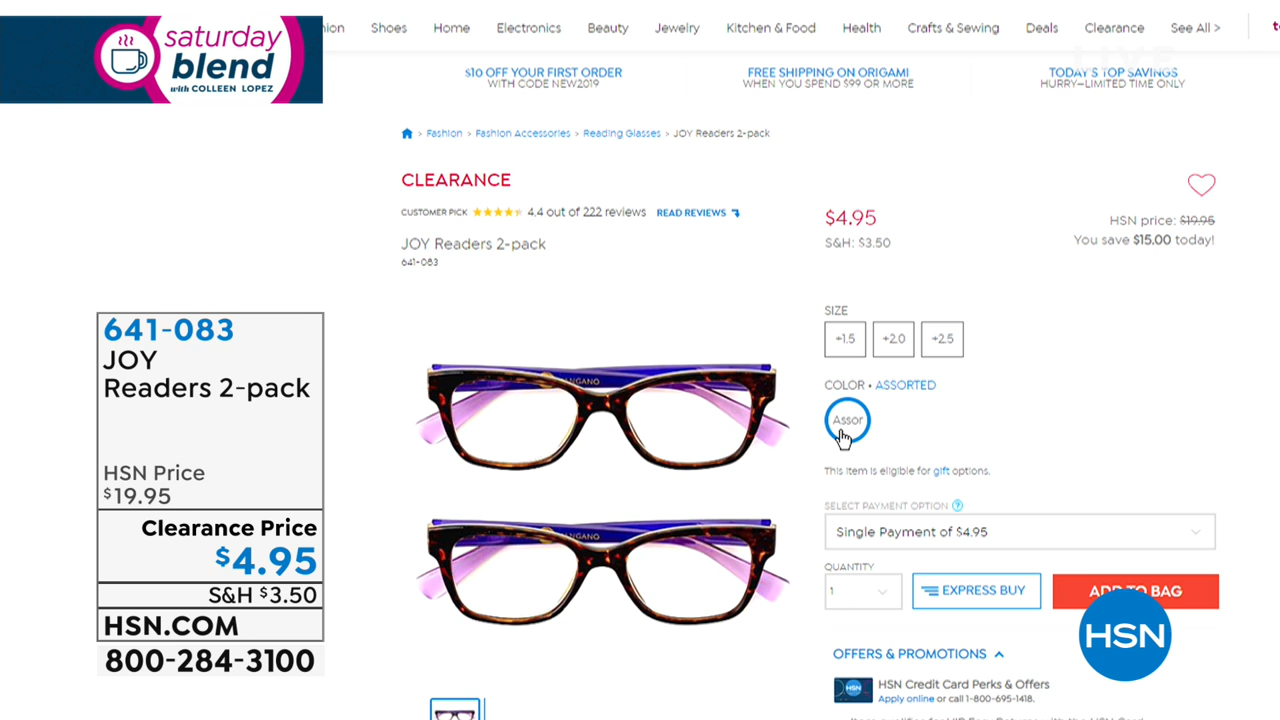 saturday
blend
with COLLEEN LOPEZ
Shoes
Home
Electronics
Beauty
Jewelry
Kitchen & Food
Health
Crafts & Sewing
Deals
Clearance
See All >
LIVE
$10 OFF YOUR FIRST ORDER
WITH CODE NEW2019
FREE SHIPPING ON ORIGAMI
WHEN YOU SPEND $99 OR MORE
TODAY'S TOP SAVINGS
HURRY—LIMITED TIME ONLY
> Fashion > Fashion Accessories > Reading Glasses > JOY Readers 2-pack
CLEARANCE
CUSTOMER PICK 4.4 out of 222 reviews READ REVIEWS
JOY Readers 2-pack
641-083
$4.95
S&H: $3.50
HSN price: $19.95
You save $15.00 today!
SIZE
+1.5
+2.0
+2.5
COLOR • ASSORTED
Assor
This item is eligible for gift options.
SELECT PAYMENT OPTION ?
Single Payment of $4.95
QUANTITY
1
EXPRESS BUY
ADD TO BAG
OFFERS & PROMOTIONS
HSN
HSN Credit Card Perks & Offers
Apply online or call 1-800-695-1418.
641-083
JOY
Readers 2-pack
HSN Price
$19.95
Clearance Price
$4.95
S&H $3.50
HSN.COM
800-284-3100
HSN